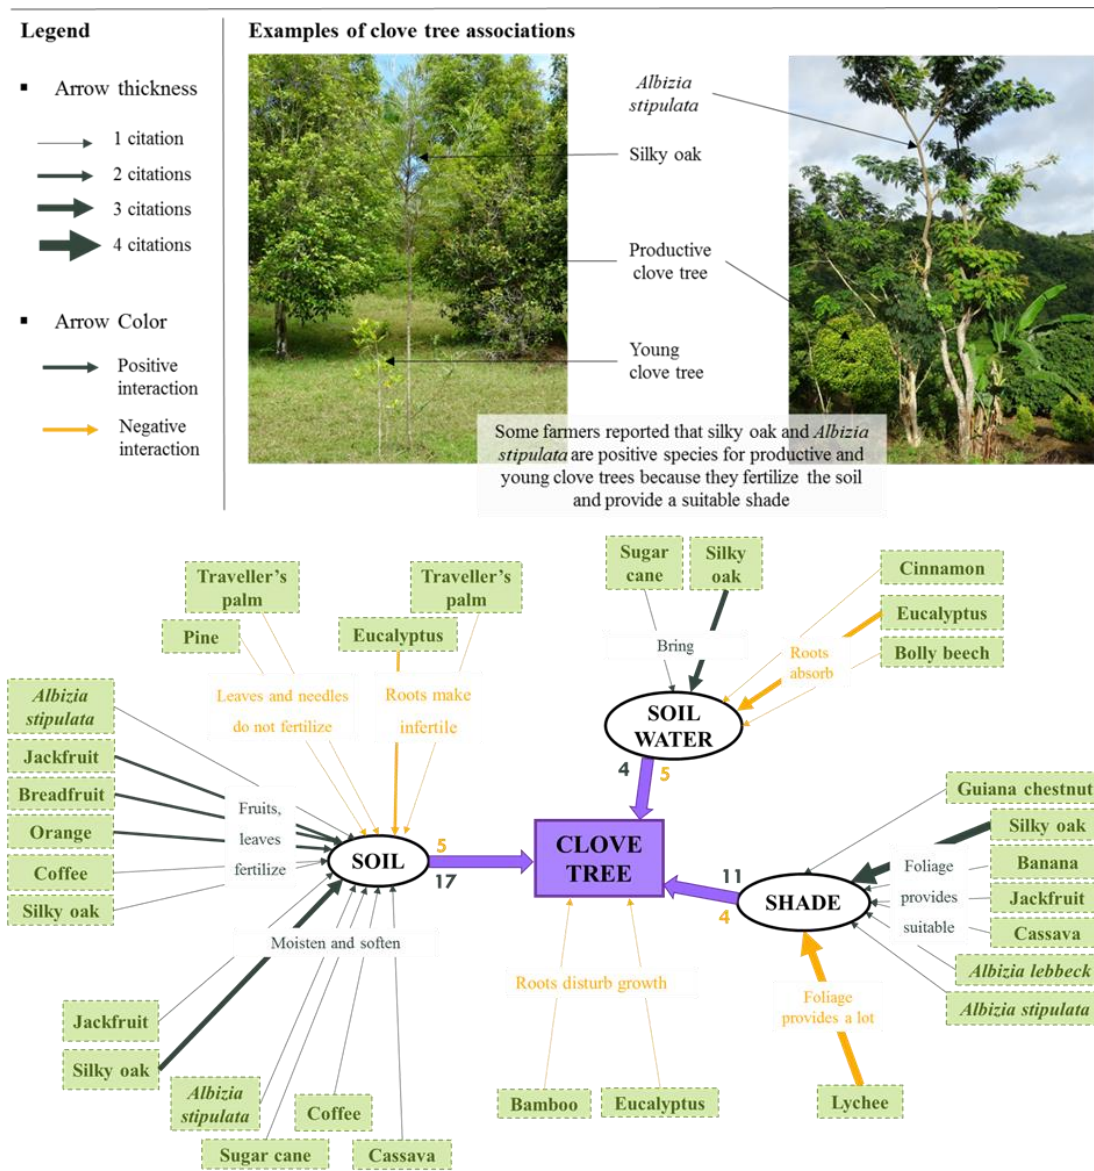 Legend
▪ Arrow thickness
1 citation
2 citations
3 citations
4 citations
▪ Arrow Color
Positive
interaction
Negative
interaction
Examples of clove tree associations
Albizia
stipulata
Silky oak
Productive
clove tree
Young
clove tree
Some farmers reported that silky oak and Albizia
stipulata are positive species for productive and
young clove trees because they fertilize the soil
and provide a suitable shade
Traveller's
palm
Traveller's
palm
Pine
Eucalyptus
Leaves and needles
do not fertilize
Roots make
infertile
Albizia
stipulata
Jackfruit
Breadfruit
Orange
Coffee
Silky oak
Fruits,
leaves
fertilize
SOIL
5
17
Moisten and soften
Jackfruit
Silky oak
Albizia
stipulata
Sugar cane
Coffee
Cassava
Sugar
cane
Silky
oak
Cinnamon
Eucalyptus
Bolly beech
Bring
Roots
absorb
SOIL
WATER
4
5
CLOVE
TREE
Guiana chestnut
Silky oak
Banana
Jackfruit
Cassava
Albizia lebbeck
Albizia stipulata
Foliage
provides
suitable
SHADE
11
4
Foliage
provides a lot
Lychee
Roots disturb growth
Bamboo
Eucalyptus